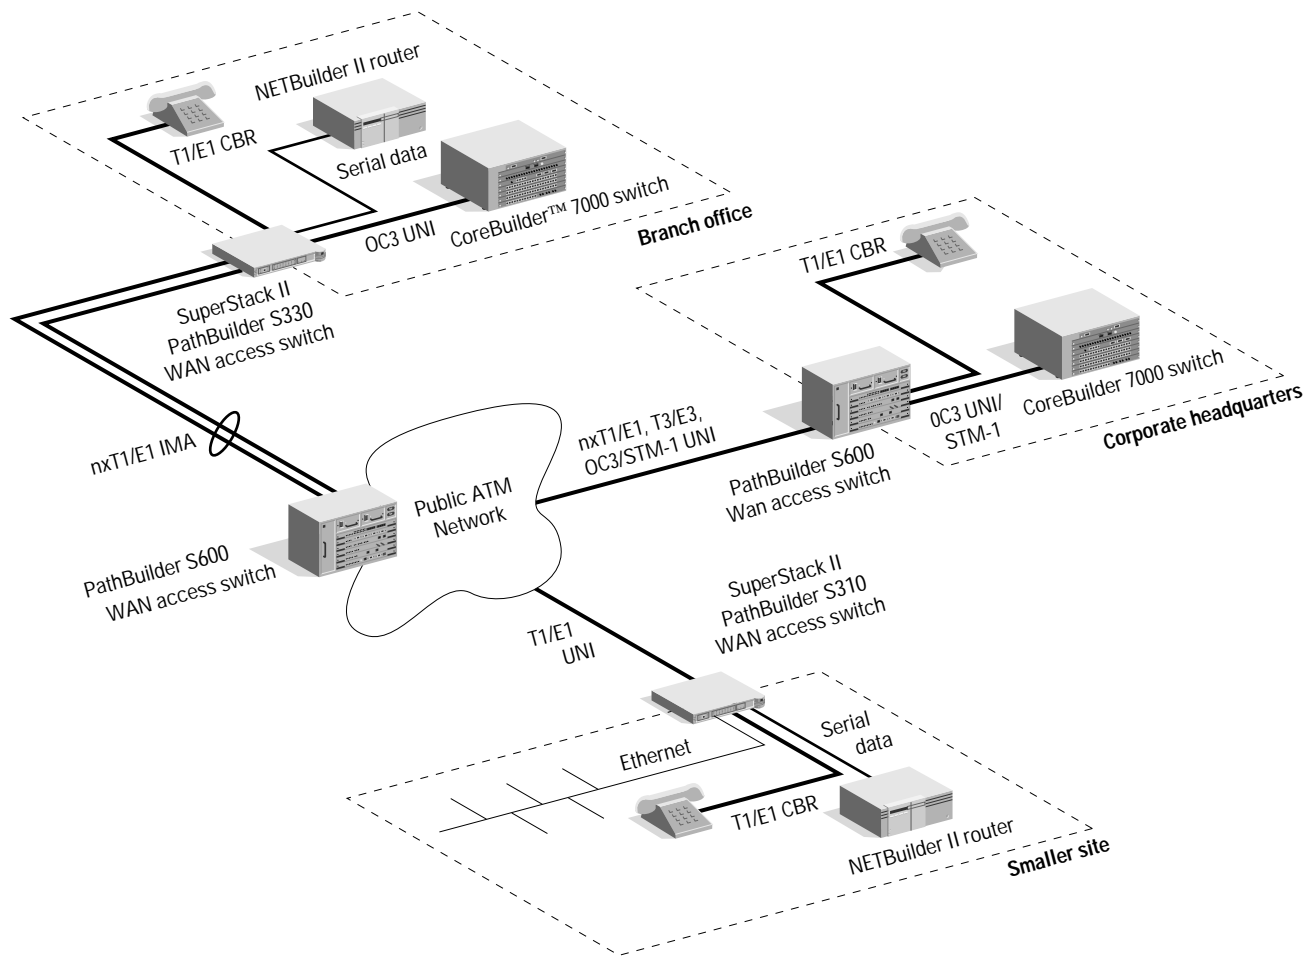 NETBuilder II router
T1/E1 CBR
Serial data
OC3 UNI
CoreBuilder™ 7000 switch
Branch office
SuperStack II
PathBuilder S330
WAN access switch
T1/E1 CBR
CoreBuilder 7000 switch
0C3 UNI/
STM-1
Corporate headquarters
PathBuilder S600
Wan access switch
nxT1/E1, T3/E3,
OC3/STM-1 UNI
nxT1/E1 IMA
Public ATM
Network
PathBuilder S600
WAN access switch
T1/E1
UNI
SuperStack II
PathBuilder S310
WAN access switch
Ethernet
Serial
data
T1/E1 CBR
NETBuilder II router
Smaller site